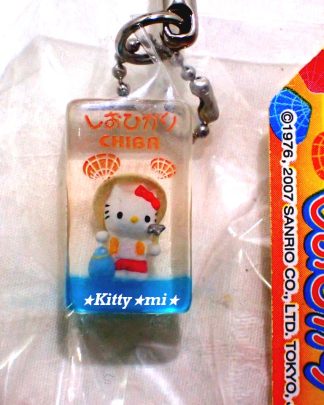 しおひがり
CHIBA
★Kitty ★mi★
©1976, 2007 SANRIO CO., LTD. TOKYO,